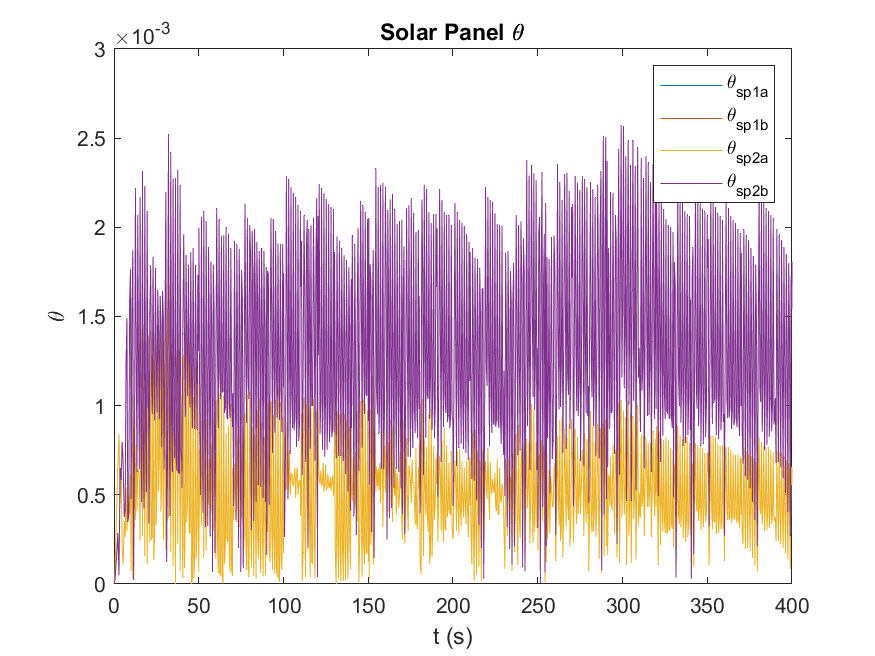 Solar Panel θ
×10⁻³
3
2.5
2
1.5
1
0.5
0
θ
0 50 100 150 200 250 300 350 400
t (s)
θsp1a
θsp1b
θsp2a
θsp2b